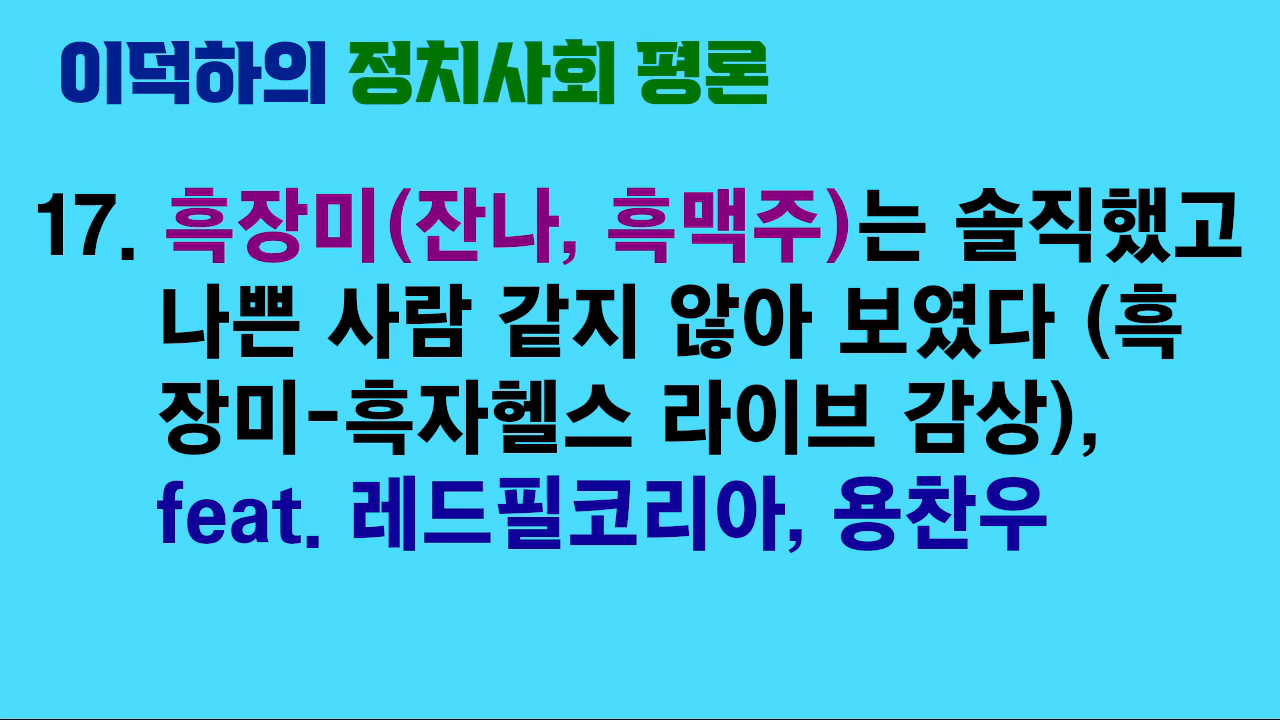 이덕하의 정치사회 평론
17. 흑장미(잔나, 흑맥주)는 솔직했고
나쁜 사람 같지 않아 보였다 (흑
장미-흑자헬스 라이브 감상),
feat. 레드필코리아, 용찬우